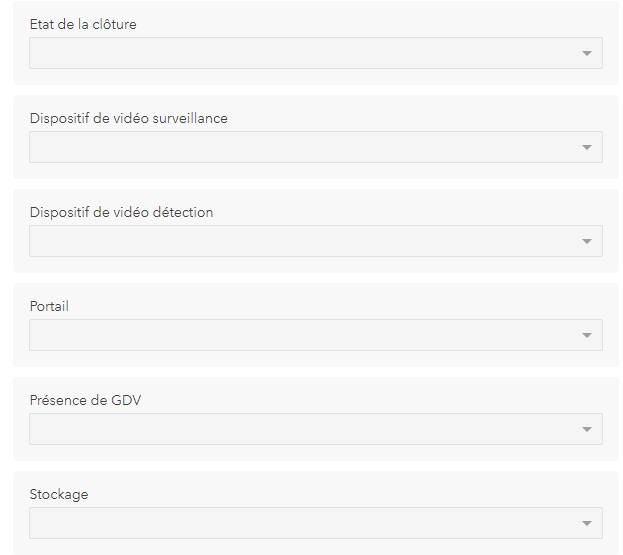 Etat de la clôture
Dispositif de vidéo surveillance
Dispositif de vidéo détection
Portail
Présence de GDV
Stockage